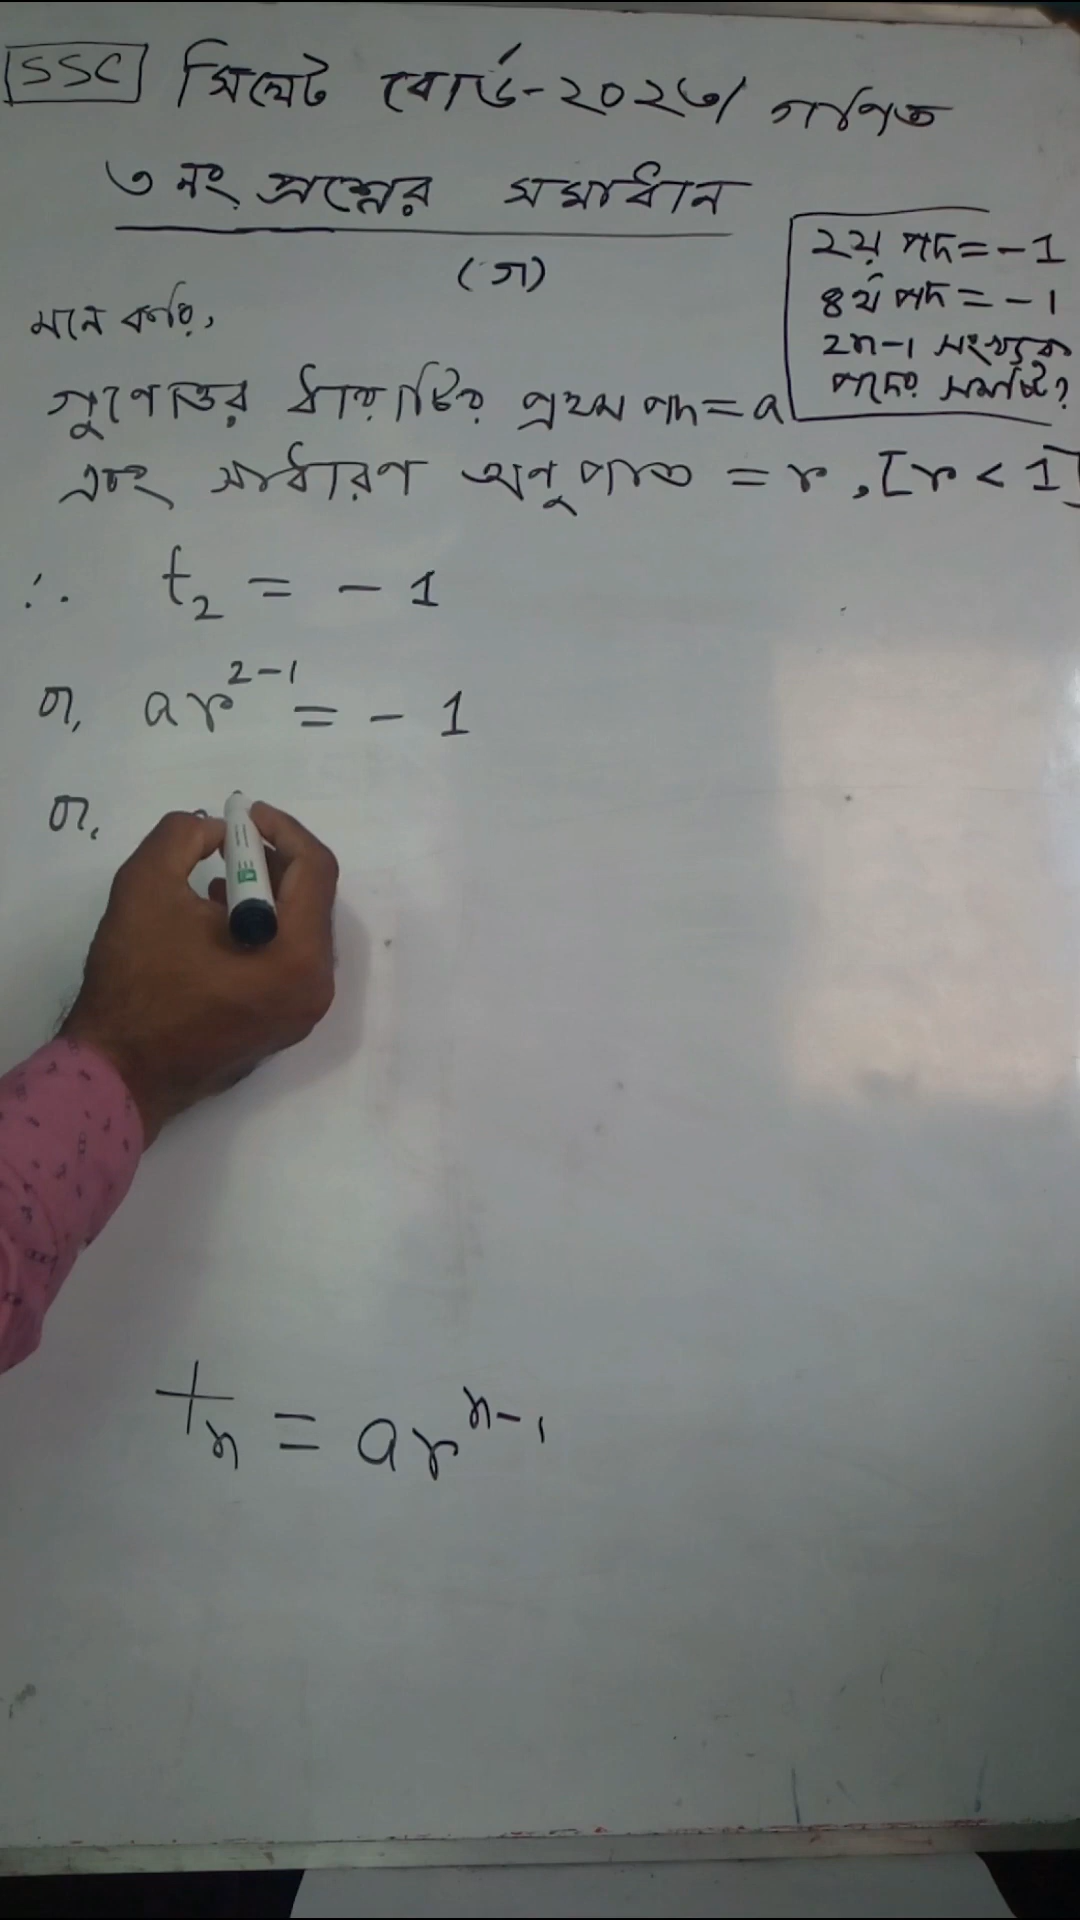 SSC সিলেট বোর্ড-২০২৩/ গণিত
৩ নং প্রশ্নের সমাধান
(গ)
২য় পদ = -1
৪র্থ পদ = -1
2n-1 সংখ্যক
পদের সমষ্টি?
মনে করি,
গুণোত্তর ধারাটির প্রথম পদ = a
এবং সাধারণ অনুপাত = r, [r < 1]
∴ t₂ = - 1
বা, ar²⁻¹ = - 1
বা,
tₙ = arⁿ⁻¹